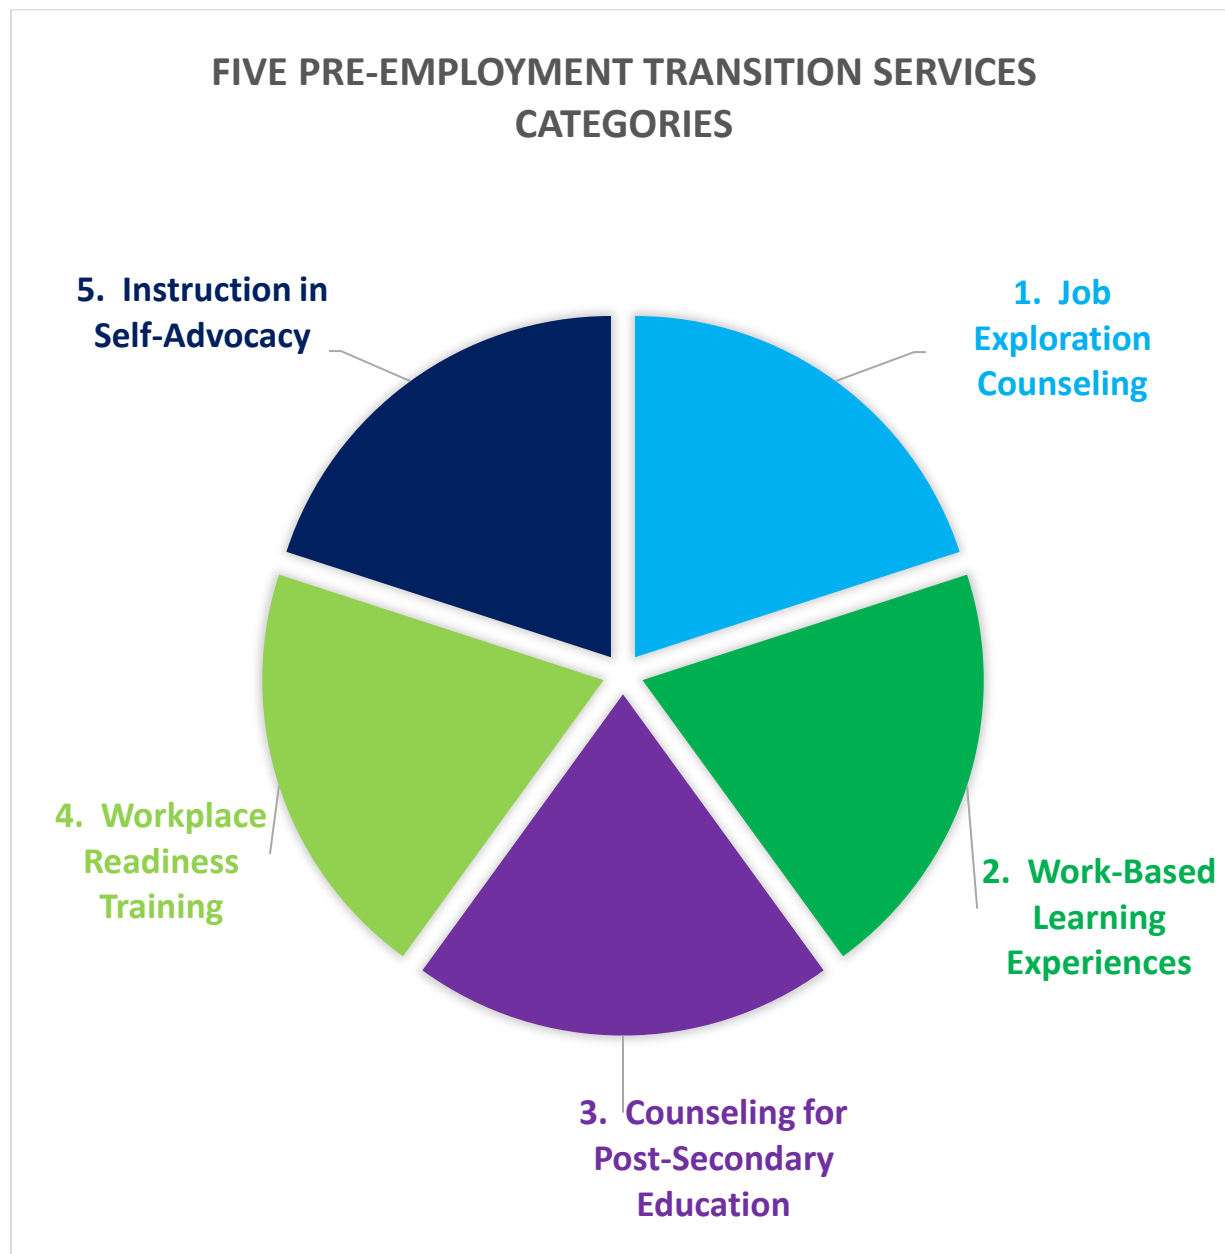 FIVE PRE-EMPLOYMENT TRANSITION SERVICES
CATEGORIES
1. Job
Exploration
Counseling
2. Work-Based
Learning
Experiences
3. Counseling for
Post-Secondary
Education
4. Workplace
Readiness
Training
5. Instruction in
Self-Advocacy